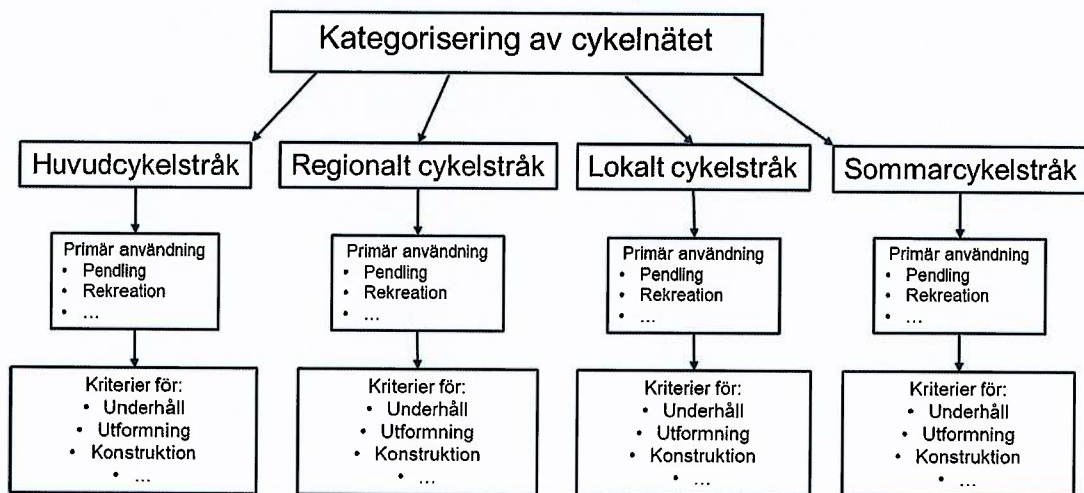 Kategorisering av cykelnätet
Huvudcykelstråk
Regionalt cykelstråk
Lokalt cykelstråk
Sommarcykelstråk
Primär användning
• Pendling
• Rekreation
• ...
Primär användning
• Pendling
• Rekreation
• ...
Primär användning
• Pendling
• Rekreation
• ...
Primär användning
• Pendling
• Rekreation
• ...
Kriterier för:
• Underhåll
• Utformning
• Konstruktion
• ...
Kriterier för:
• Underhåll
• Utformning
• Konstruktion
• ...
Kriterier för:
• Underhåll
• Utformning
• Konstruktion
• ...
Kriterier för:
• Underhåll
• Utformning
• Konstruktion
• ...